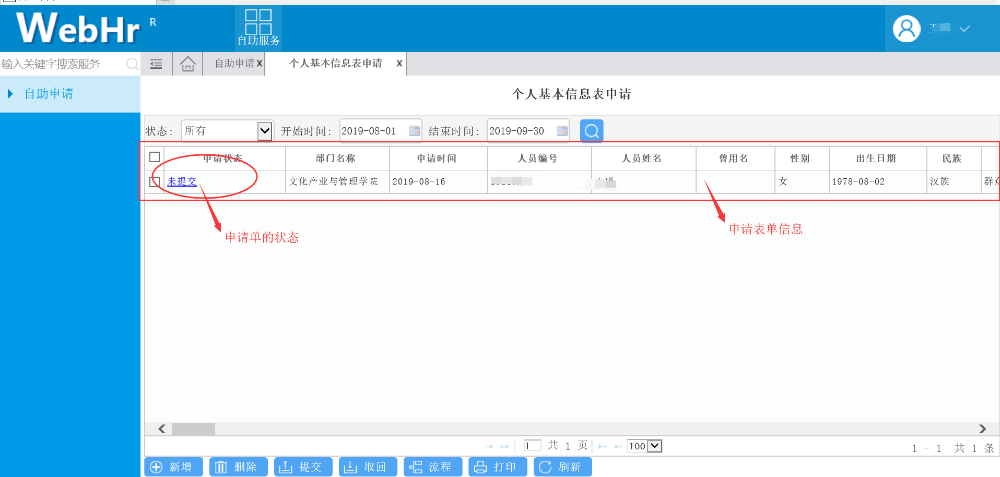 WebHr R
自助服务
输入关键字搜索服务
自助申请 x
个人基本信息表申请 x
自助申请
个人基本信息表申请
状态: 所有 开始时间: 2019-08-01 结束时间: 2019-09-30
申请状态 部门名称 申请时间 人员编号 人员姓名 曾用名 性别 出生日期 民族
未提交 文化产业与管理学院 2019-08-16 女 1978-08-02 汉族
申请单的状态
申请表单信息
1 共 1 页 100
1 - 1 共 1 条
新增 删除 提交 取回 流程 打印 刷新